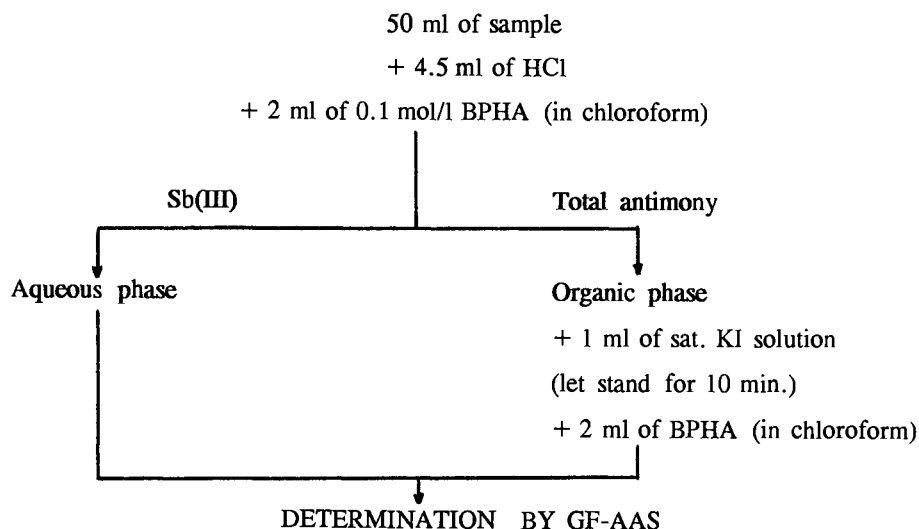 50 ml of sample
+ 4.5 ml of HCl
+ 2 ml of 0.1 mol/l BPHA (in chloroform)
Sb(III)
Total antimony
Aqueous phase
Organic phase
+ 1 ml of sat. KI solution
(let stand for 10 min.)
+ 2 ml of BPHA (in chloroform)
DETERMINATION BY GF-AAS